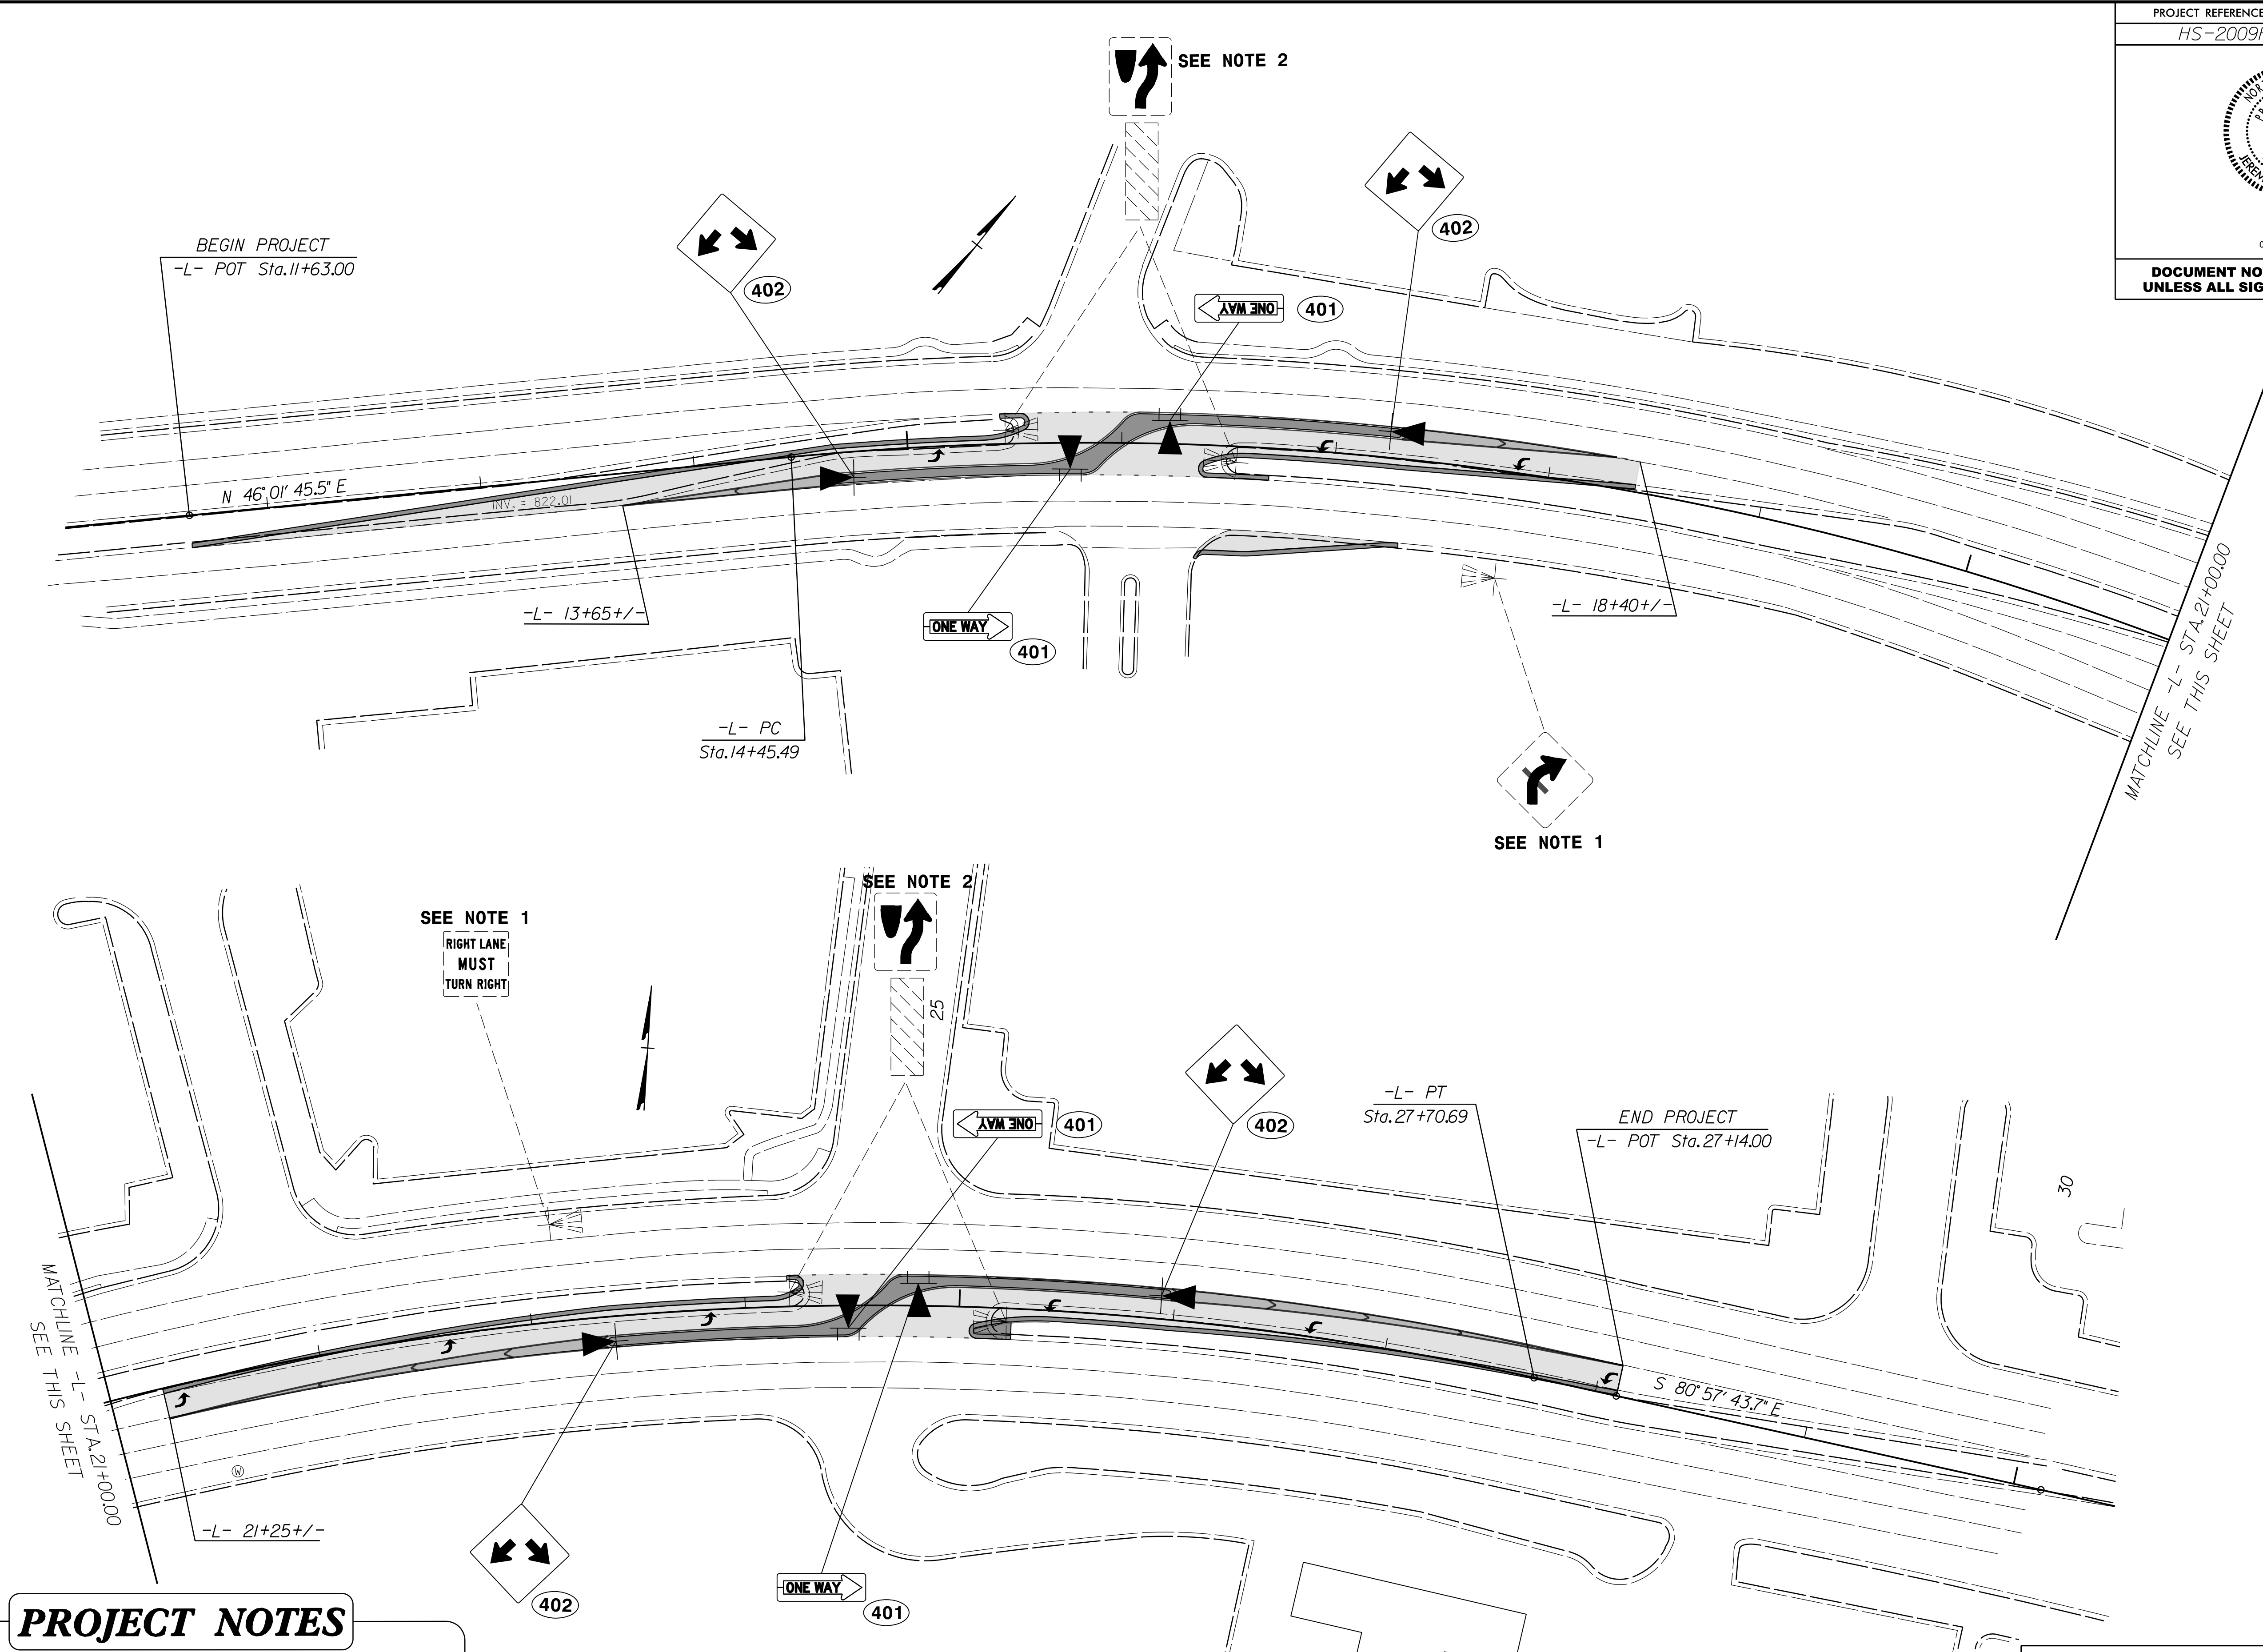 PROJECT REFERENCE
HS-2009
DOCUMENT NO
UNLESS ALL SIG
SEE NOTE 2
BEGIN PROJECT
-L- POT Sta.11+63.00
402
402
ONE WAY
401
N 46° 01' 45.5" E
INV. = 822.01
-L- 13+65+/-
-L- 18+40+/-
ONE WAY
401
-L- PC
Sta.14+45.49
SEE NOTE 1
MATCHLINE -L- STA.21+00.00
SEE THIS SHEET
SEE NOTE 2
SEE NOTE 1
RIGHT LANE
MUST
TURN RIGHT
25
ONE WAY
401
402
-L- PT
Sta.27+70.69
END PROJECT
-L- POT Sta.27+14.00
30
MATCHLINE -L- STA.21+00.00
SEE THIS SHEET
S 80° 57' 43.7" E
W
-L- 21+25+/-
402
ONE WAY
401
PROJECT NOTES